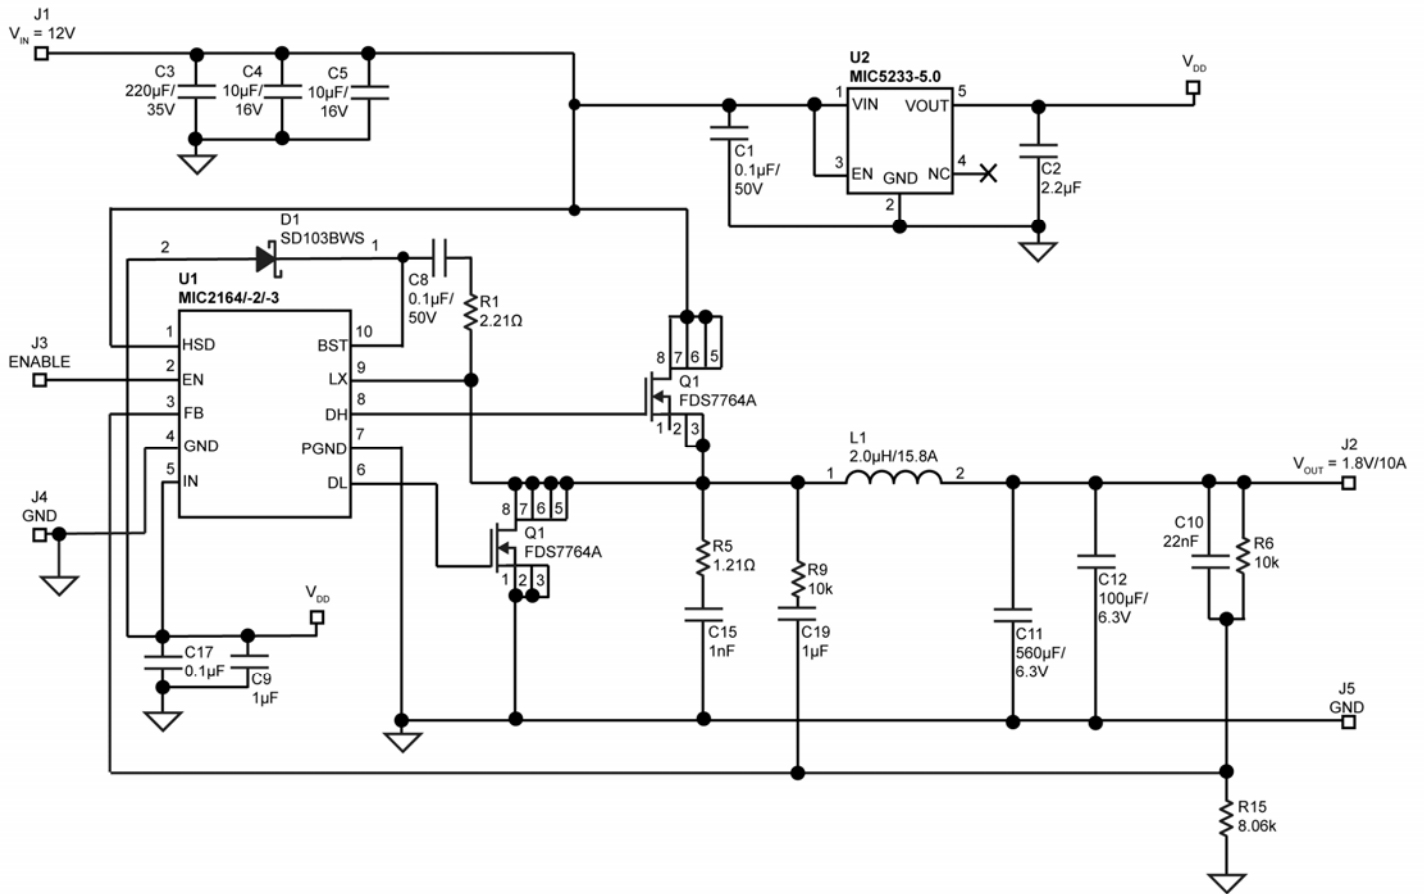 J1
VIN = 12V
C3
220µF/
35V
C4
10µF/
16V
C5
10µF/
16V
U2
MIC5233-5.0
1
VIN
VOUT
5
3
EN
GND
NC
4
2
C1
0.1µF/
50V
C2
2.2µF
VDD
D1
SD103BWS
2
1
C8
0.1µF/
50V
R1
2.21Ω
U1
MIC2164/-2/-3
1
HSD
2
EN
3
FB
4
GND
5
IN
10
BST
9
LX
8
DH
7
PGND
6
DL
J3
ENABLE
J4
GND
8
7
6
5
Q1
FDS7764A
1
2
3
8
7
6
5
Q1
FDS7764A
1
2
3
L1
2.0µH/15.8A
1
2
J2
VOUT = 1.8V/10A
R5
1.21Ω
C15
1nF
R9
10k
C19
1µF
C11
560µF/
6.3V
C12
100µF/
6.3V
C10
22nF
R6
10k
VDD
C17
0.1µF
C9
1µF
J5
GND
R15
8.06k